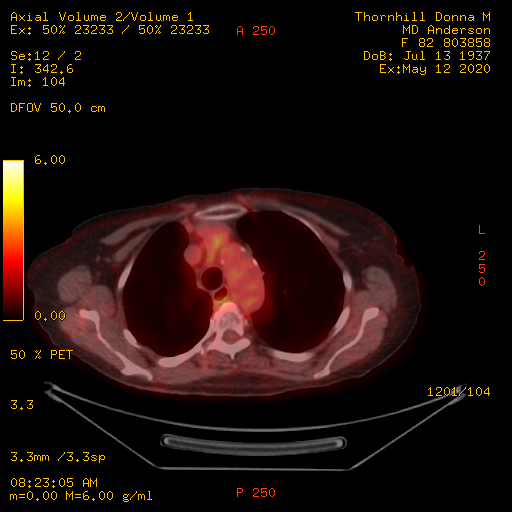 Axial Volume 2/Volume 1
Ex: 50% 23233 / 50% 23233
Se:12 / 2
I: 342.6
Im: 104
DFOV 50.0 cm
A 250
Thornhill Donna M
MD Anderson
F 82 803858
DoB: Jul 13 1937
Ex:May 12 2020
6.00
0.00
L
2
5
0
50 % PET
3.3
1201/104
3.3mm /3.3sp
08:23:05 AM
m=0.00 M=6.00 g/ml
P 250